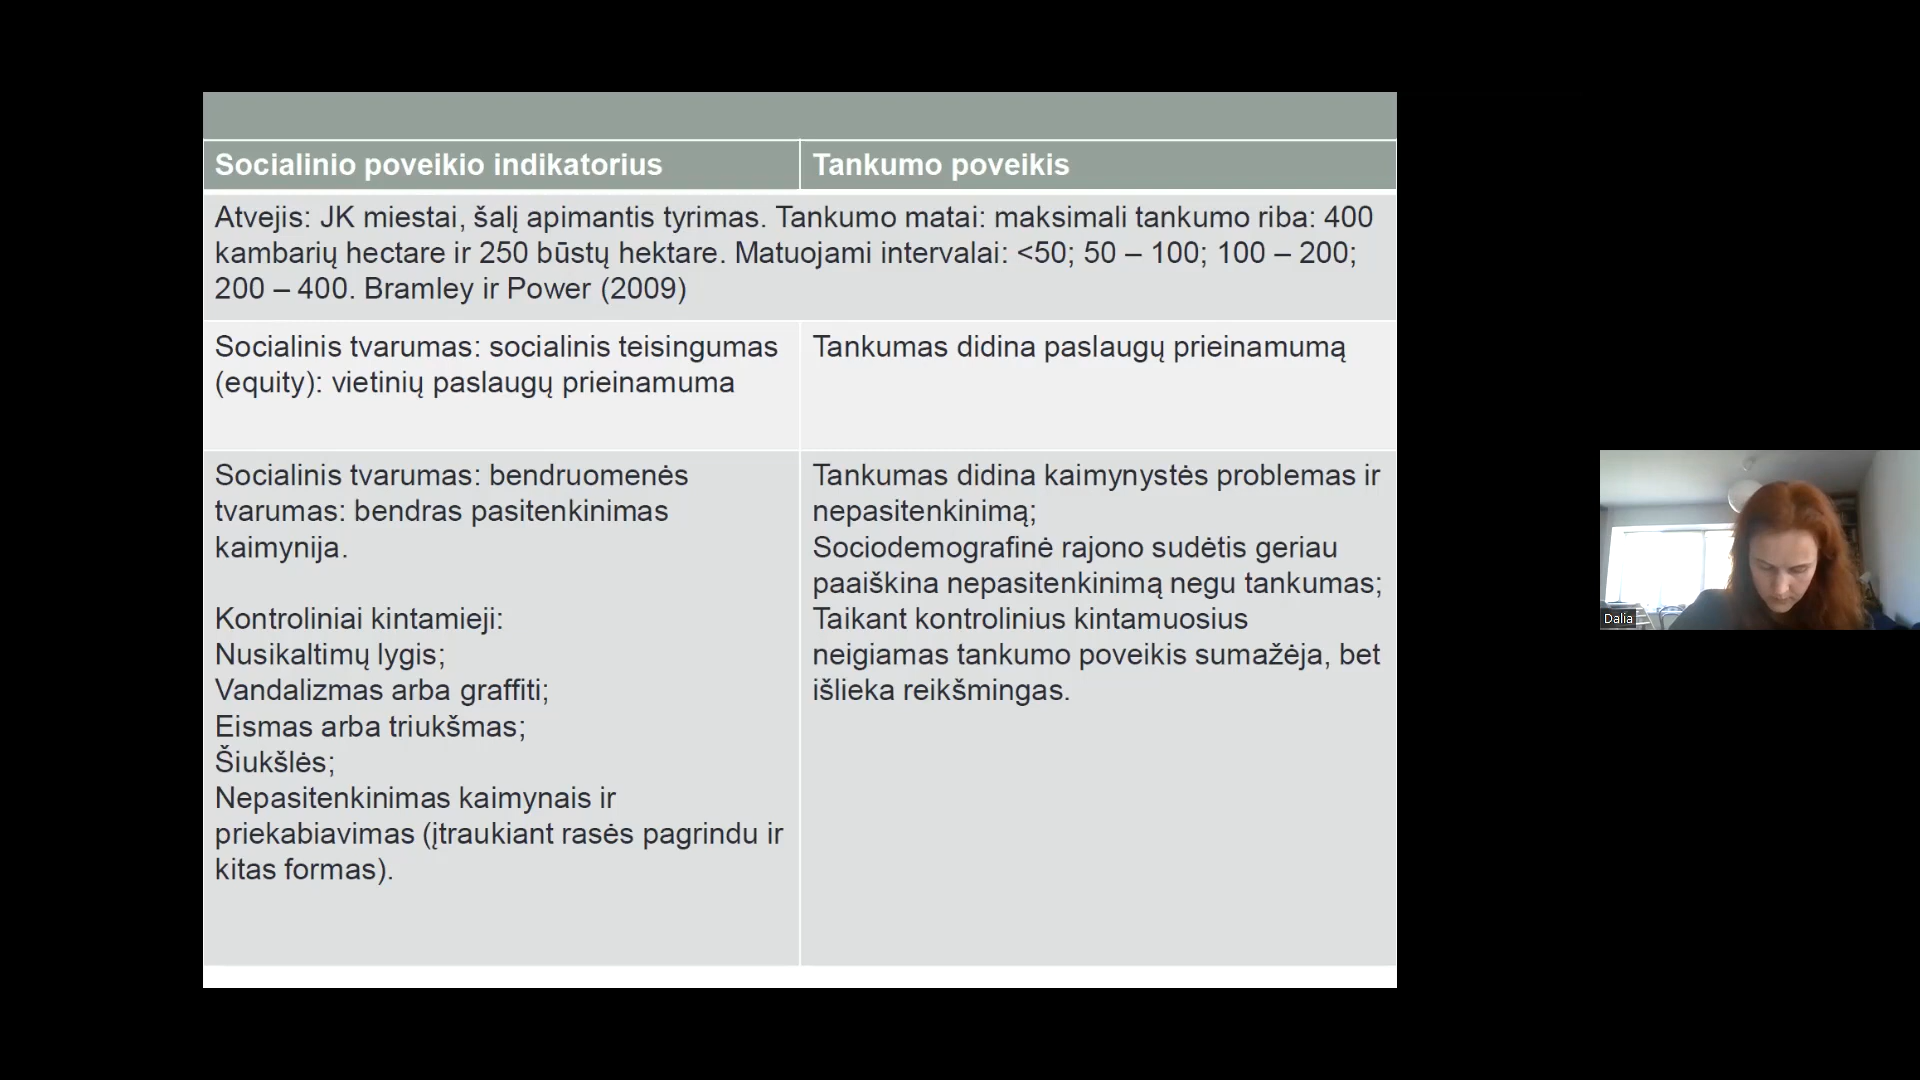 Socialinio poveikio indikatorius
Tankumo poveikis
Atvejis: JK miestai, šalį apimantis tyrimas. Tankumo matai: maksimali tankumo riba: 400
kambarių hectare ir 250 būstų hektare. Matuojami intervalai: <50; 50 – 100; 100 – 200;
200 – 400. Bramley ir Power (2009)
Socialinis tvarumas: socialinis teisingumas
(equity): vietinių paslaugų prieinamuma
Tankumas didina paslaugų prieinamumą
Socialinis tvarumas: bendruomenės
tvarumas: bendras pasitenkinimas
kaimynija.
Kontroliniai kintamieji:
Nusikaltimų lygis;
Vandalizmas arba graffiti;
Eismas arba triukšmas;
Šiukšlės;
Nepasitenkinimas kaimynais ir
priekabiavimas (įtraukiant rasės pagrindu ir
kitas formas).
Tankumas didina kaimynystės problemas ir
nepasitenkinimą;
Sociodemografinė rajono sudėtis geriau
paaiškina nepasitenkinimą negu tankumas;
Taikant kontrolinius kintamuosius
neigiamas tankumo poveikis sumažėja, bet
išlieka reikšmingas.
Dalia